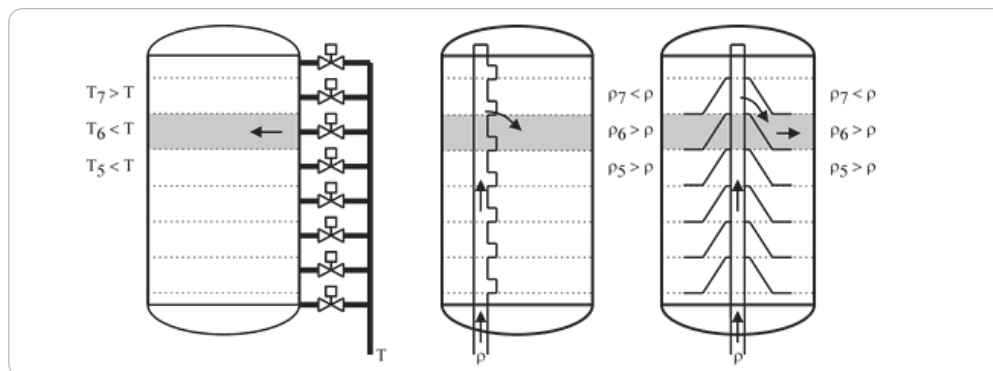 T₇ > T
T₆ < T
T₅ < T
T
ρ₇ < ρ
ρ₆ > ρ
ρ₅ > ρ
ρ
ρ₇ < ρ
ρ₆ > ρ
ρ₅ > ρ
ρ